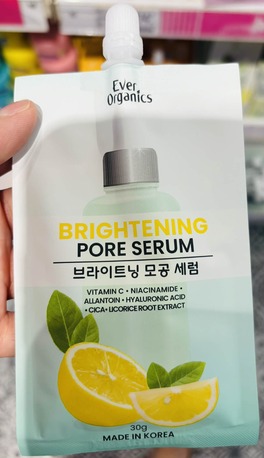 Ever
Organics
BRIGHTENING
PORE SERUM
브라이트닝 모공 세럼
VITAMIN C • NIACINAMIDE •
ALLANTOIN • HYALURONIC ACID
• CICA • LICORICE ROOT EXTRACT
30g
MADE IN KOREA